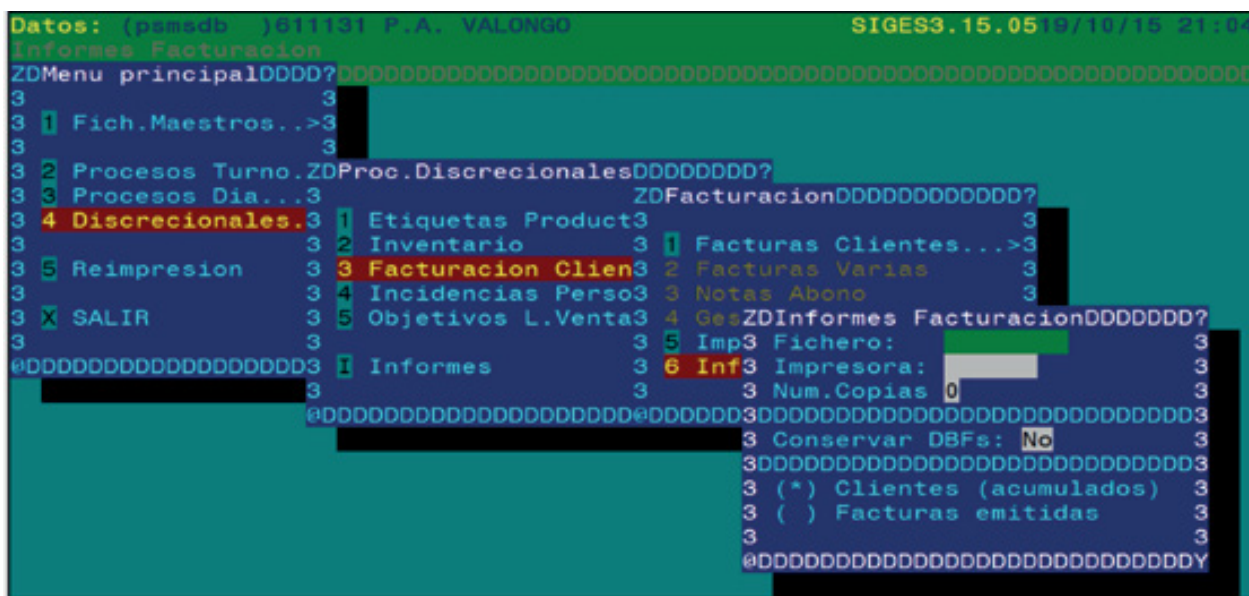 Datos: (psmsdb )611131 P.A. VALONGO SIGES3.15.0519/10/15 21:04
Informes Facturacion
ZDMenu principalDDDD?DDDDDDDDDDDDDDDDDDDDDDDDDDDDDDDDDDDDDDDDDDDDDDDDDDDDDDDDDDD
3 3
3 1 Fich.Maestros..>3
3 3
3 2 Procesos Turno.ZDProc.DiscrecionalesDDDDDDDD?
3 3 Procesos Dia...3 ZDFacturacionDDDDDDDDDDDD?
3 4 Discrecionales.3 1 Etiquetas Product3 3
3 3 2 Inventario 3 1 Facturas Clientes...>3
3 5 Reimpresion 3 3 Facturacion Clien3 2 Facturas Varias 3
3 3 4 Incidencias Perso3 3 Notas Abono 3
3 X SALIR 3 5 Objetivos L.Venta3 4 GesZDInformes FacturacionDDDDDDD?
3 3 3 5 Imp3 Fichero: 3
@DDDDDDDDDDDDDDDDDDD3 I Informes 3 6 Inf3 Impresora: 3
3 3 3 Num.Copias 0 3
@DDDDDDDDDDDDDDDDDDDD@DDDDDD3DDDDDDDDDDDDDDDDDDDDDDDDDDDD3
3 Conservar DBFs: No 3
3DDDDDDDDDDDDDDDDDDDDDDDDDDDD3
3 (*) Clientes (acumulados) 3
3 ( ) Facturas emitidas 3
3 3
@DDDDDDDDDDDDDDDDDDDDDDDDDDDDY